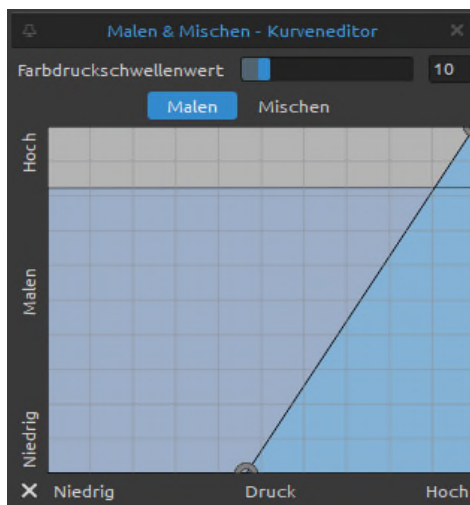 Malen & Mischen - Kurveneditor
Farbdruckschwellenwert 10
Malen Mischen
Hoch
Malen
Niedrig
Niedrig Druck Hoch